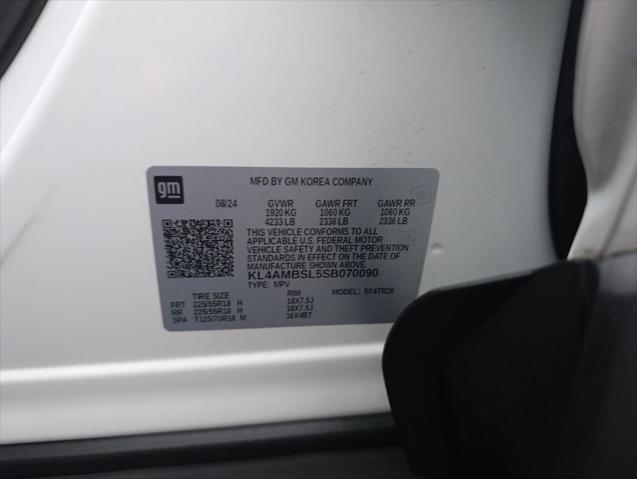 gm
MFD BY GM KOREA COMPANY
08/24 GVWR GAWR FRT GAWR RR
1920 KG 1060 KG 1060 KG
4233 LB 2336 LB 2336 LB
THIS VEHICLE CONFORMS TO ALL
APPLICABLE U.S. FEDERAL MOTOR
VEHICLE SAFETY AND THEFT PREVENTION
STANDARDS IN EFFECT ON THE DATE OF
MANUFACTURE SHOWN ABOVE.
KL4AMBSL5SB070090
TYPE: MPV MODEL: 504TR26
TIRE SIZE RIM
FRT 225/55R18 H 18X7.5J
RR 225/55R18 H 18X7.5J
SPA T125/70R16 M 16X4BT